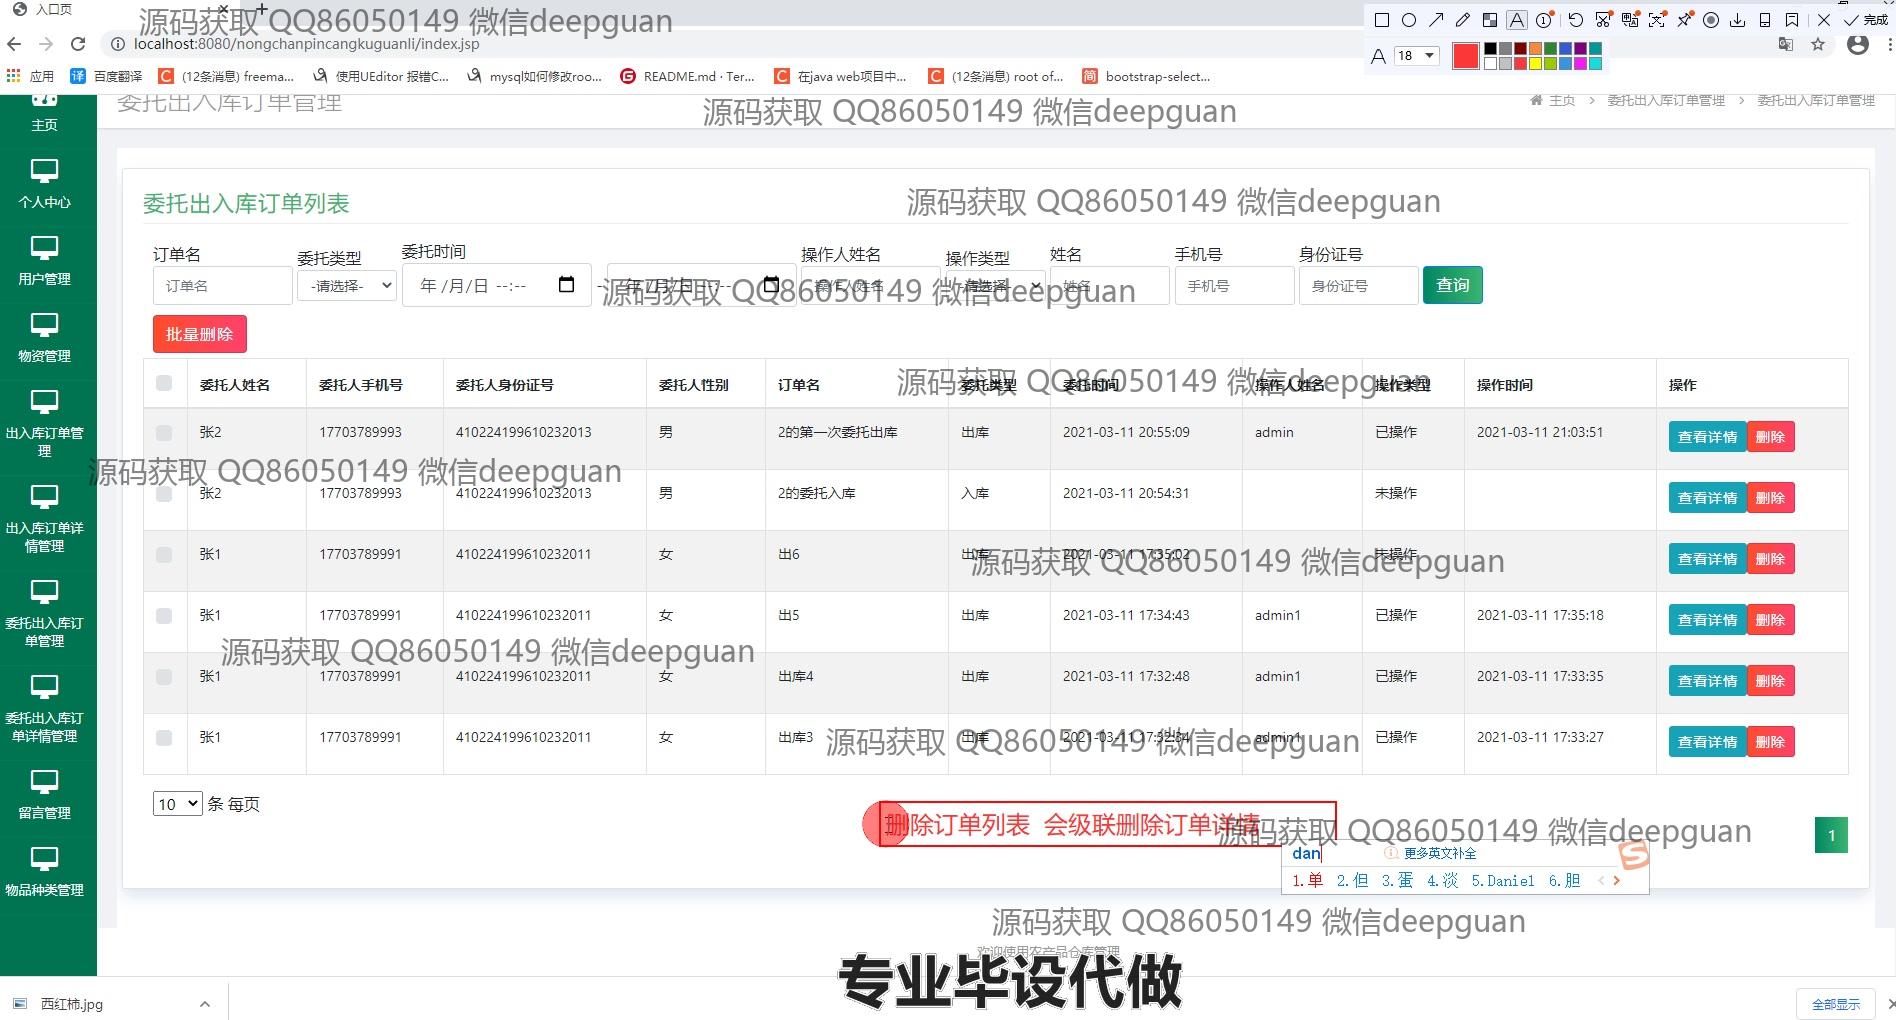 入口页
源码获取 QQ86050149 微信deepguan
完成
localhost:8080/nongchanpincangkuguanli/index.jsp
A 18
应用 百度翻译 (12条消息) freema... 使用UEditor 报错C... mysql如何修改roo... README.md · Ter... 在java web项目中... (12条消息) root of... bootstrap-select...
委托出入库订单管理
主页 > 委托出入库订单管理 > 委托出入库订单管理
源码获取 QQ86050149 微信deepguan
主页
个人中心
用户管理
物资管理
出入库订单管理
出入库订单详情管理
委托出入库订单管理
委托出入库订单详情管理
留言管理
物品种类管理
委托出入库订单列表
源码获取 QQ86050149 微信deepguan
订单名 委托类型 委托时间 操作人姓名 操作类型 姓名 手机号 身份证号
订单名 -请选择- 年 /月/日 --:-- - 年 /月/日 --:-- 操作人姓名 -请选择- 姓名 手机号 身份证号 查询
源码获取 QQ86050149 微信deepguan
批量删除
委托人姓名 委托人手机号 委托人身份证号 委托人性别 订单名 委托类型 委托时间 操作人姓名 操作类型 操作时间 操作
源码获取 QQ86050149 微信deepguan
张2 17703789993 410224199610232013 男 2的第一次委托出库 出库 2021-03-11 20:55:09 admin 已操作 2021-03-11 21:03:51 查看详情 删除
源码获取 QQ86050149 微信deepguan
张2 17703789993 410224199610232013 男 2的委托入库 入库 2021-03-11 20:54:31 未操作 查看详情 删除
张1 17703789991 410224199610232011 女 出6 出库 2021-03-11 17:35:02 未操作 查看详情 删除
源码获取 QQ86050149 微信deepguan
张1 17703789991 410224199610232011 女 出5 出库 2021-03-11 17:34:43 admin1 已操作 2021-03-11 17:35:18 查看详情 删除
源码获取 QQ86050149 微信deepguan
张1 17703789991 410224199610232011 女 出库4 出库 2021-03-11 17:32:48 admin1 已操作 2021-03-11 17:33:35 查看详情 删除
张1 17703789991 410224199610232011 女 出库3 出库 2021-03-11 17:32:34 admin1 已操作 2021-03-11 17:33:27 查看详情 删除
源码获取 QQ86050149 微信deepguan
10 条 每页
删除订单列表 会级联删除订单详情
源码获取 QQ86050149 微信deepguan
1
dan 更多英文补全
1.单 2.但 3.蛋 4.淡 5.Daniel 6.胆
源码获取 QQ86050149 微信deepguan
欢迎使用农产品仓库管理
专业毕设代做
西红柿.jpg
全部显示